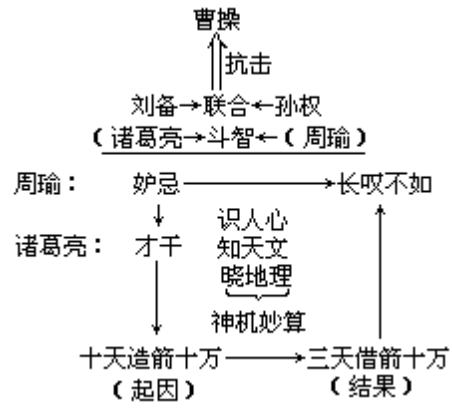 曹操
抗击
刘备→联合←孙权
(诸葛亮→斗智←(周瑜)
周瑜: 妒忌 → 长叹不如
识人心
诸葛亮: 才干 知天文
晓地理
神机妙算
十天造箭十万 → 三天借箭十万
(起因) (结果)